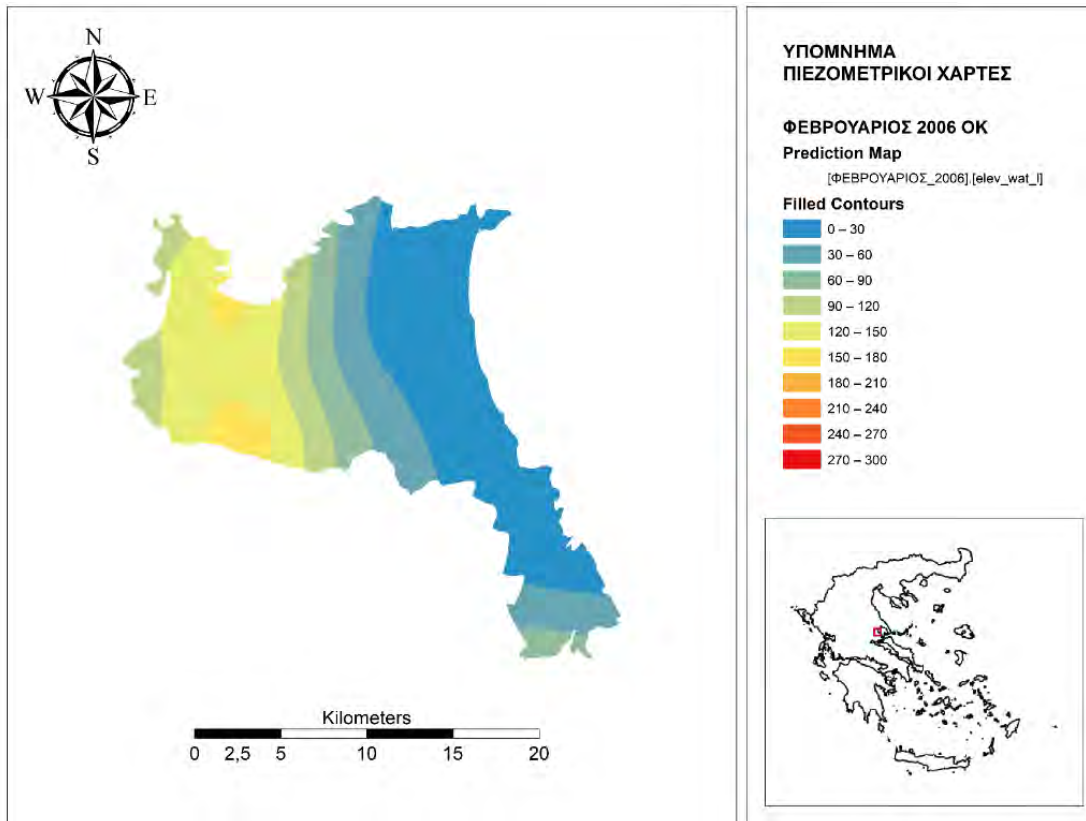 N
W E
S
ΥΠΟΜΝΗΜΑ
ΠΙΕΖΟΜΕΤΡΙΚΟΙ ΧΑΡΤΕΣ
ΦΕΒΡΟΥΑΡΙΟΣ 2006 ΟΚ
Prediction Map
[ΦΕΒΡΟΥΑΡΙΟΣ_2006].[elev_wat_l]
Filled Contours
0 – 30
30 – 60
60 – 90
90 – 120
120 – 150
150 – 180
180 – 210
210 – 240
240 – 270
270 – 300
Kilometers
0 2,5 5 10 15 20